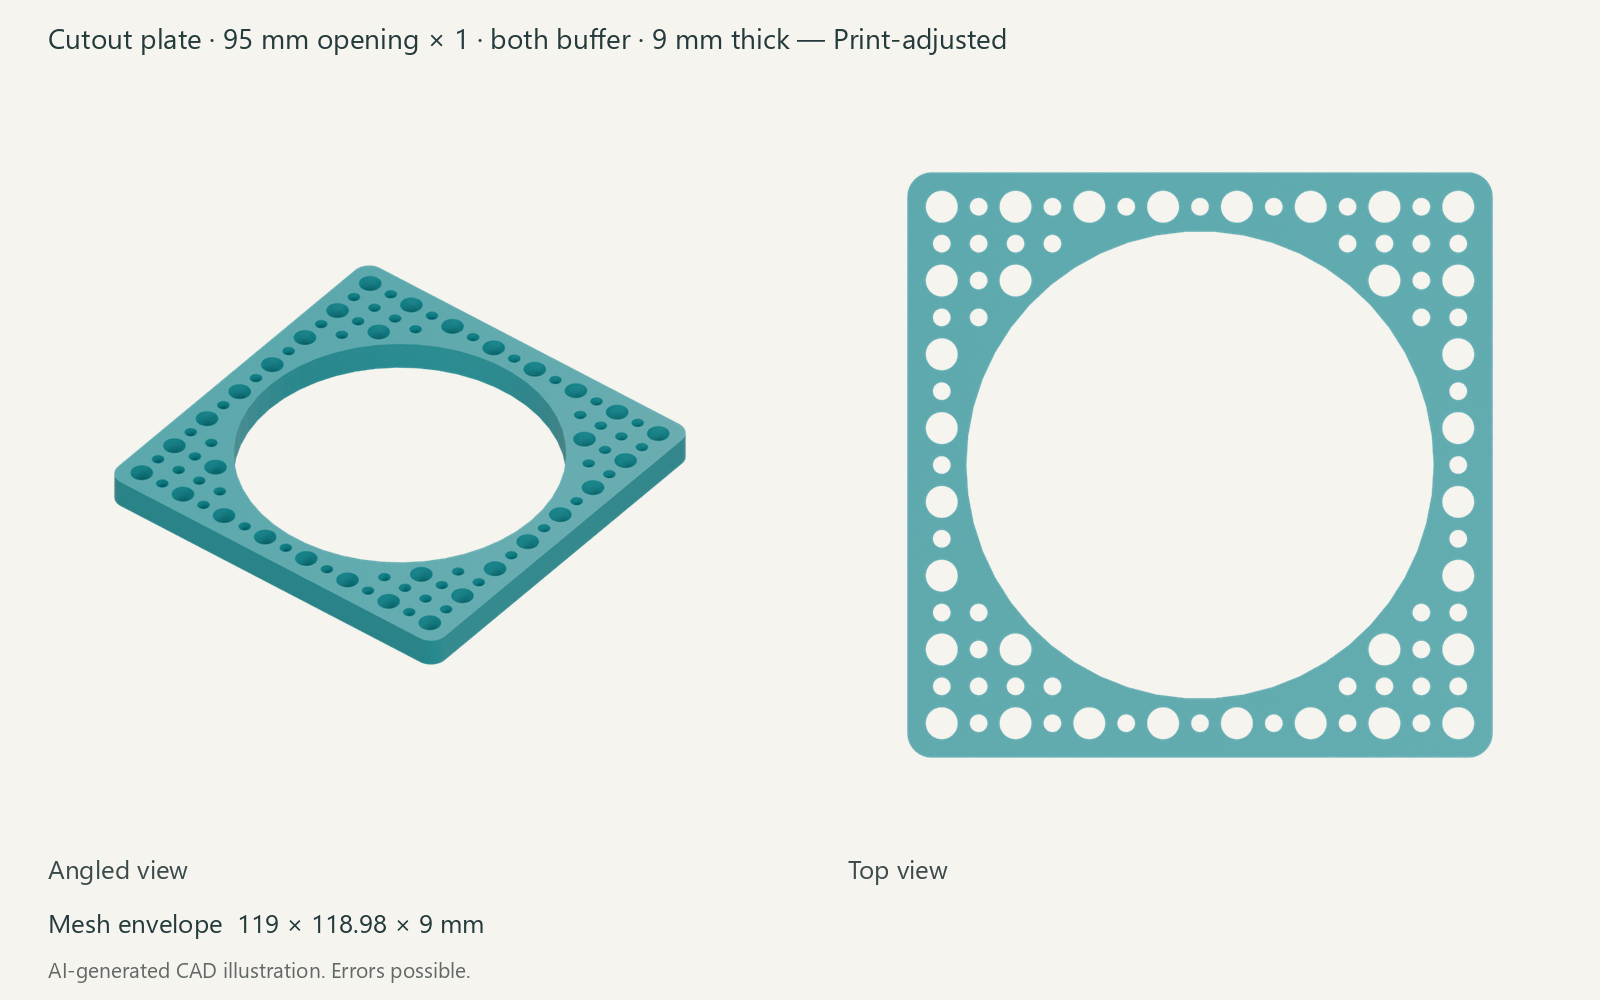 Cutout plate · 95 mm opening × 1 · both buffer · 9 mm thick — Print-adjusted
Angled view
Top view
Mesh envelope 119 × 118.98 × 9 mm
AI-generated CAD illustration. Errors possible.